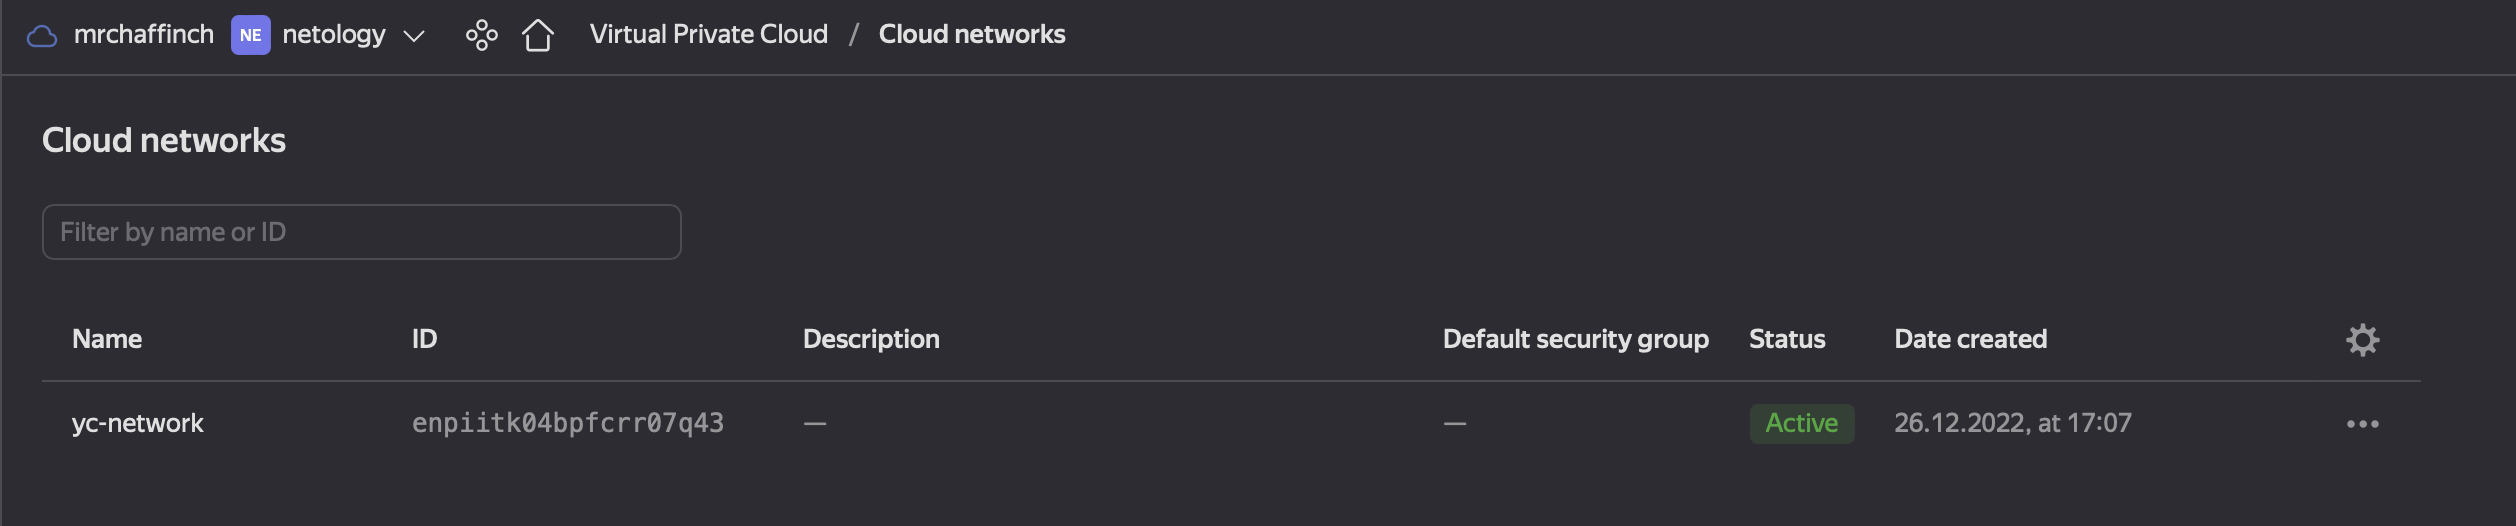 mrchaffinch NE netology Virtual Private Cloud / Cloud networks
Cloud networks
Filter by name or ID
Name ID Description Default security group Status Date created
yc-network enpiitk04bpfcrr07q43 — — Active 26.12.2022, at 17:07